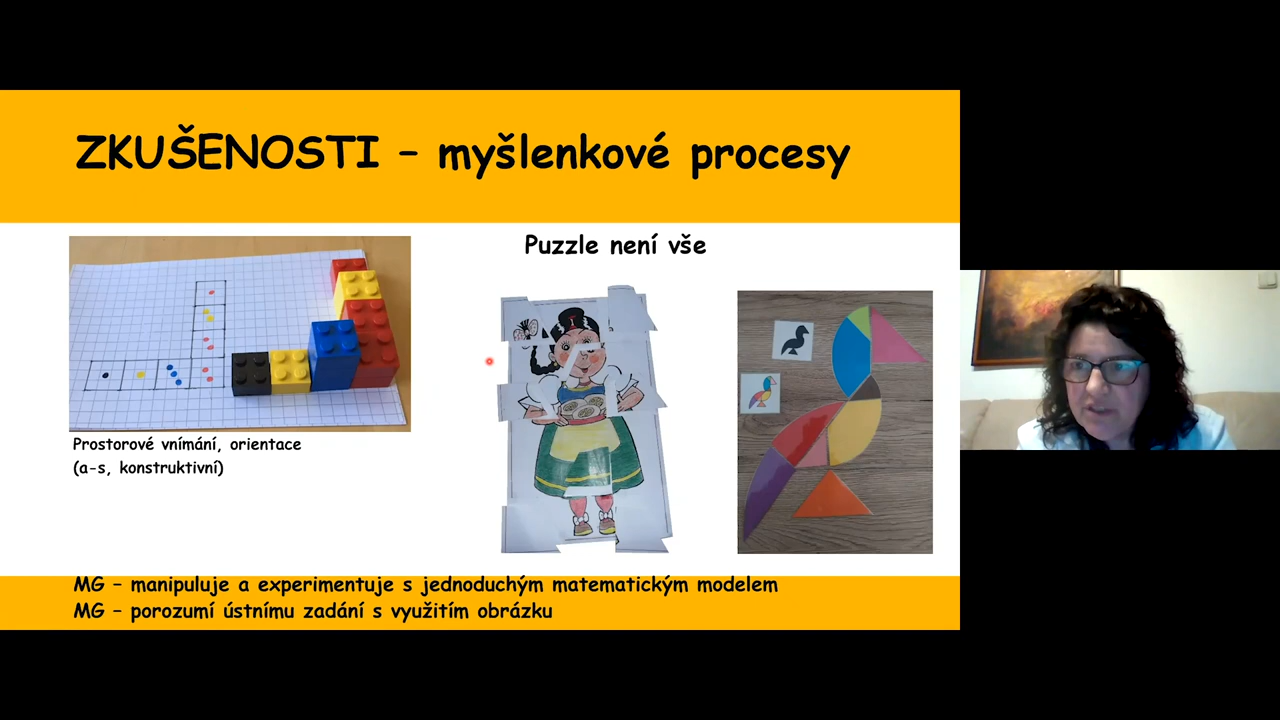 ZKUŠENOSTI – myšlenkové procesy
Puzzle není vše
Prostorové vnímání, orientace
(a-s, konstruktivní)
MG – manipuluje a experimentuje s jednoduchým matematickým modelem
MG – porozumí ústnímu zadání s využitím obrázku